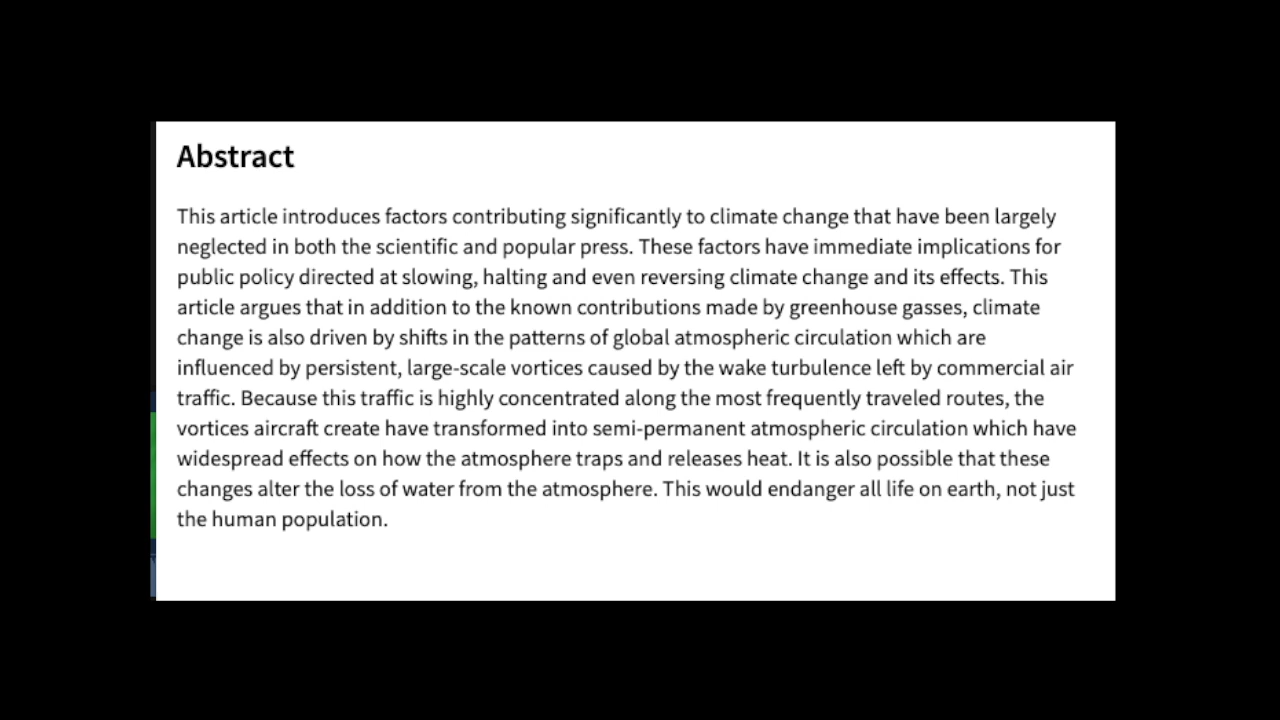 Abstract
This article introduces factors contributing significantly to climate change that have been largely
neglected in both the scientific and popular press. These factors have immediate implications for
public policy directed at slowing, halting and even reversing climate change and its effects. This
article argues that in addition to the known contributions made by greenhouse gasses, climate
change is also driven by shifts in the patterns of global atmospheric circulation which are
influenced by persistent, large-scale vortices caused by the wake turbulence left by commercial air
traffic. Because this traffic is highly concentrated along the most frequently traveled routes, the
vortices aircraft create have transformed into semi-permanent atmospheric circulation which have
widespread effects on how the atmosphere traps and releases heat. It is also possible that these
changes alter the loss of water from the atmosphere. This would endanger all life on earth, not just
the human population.